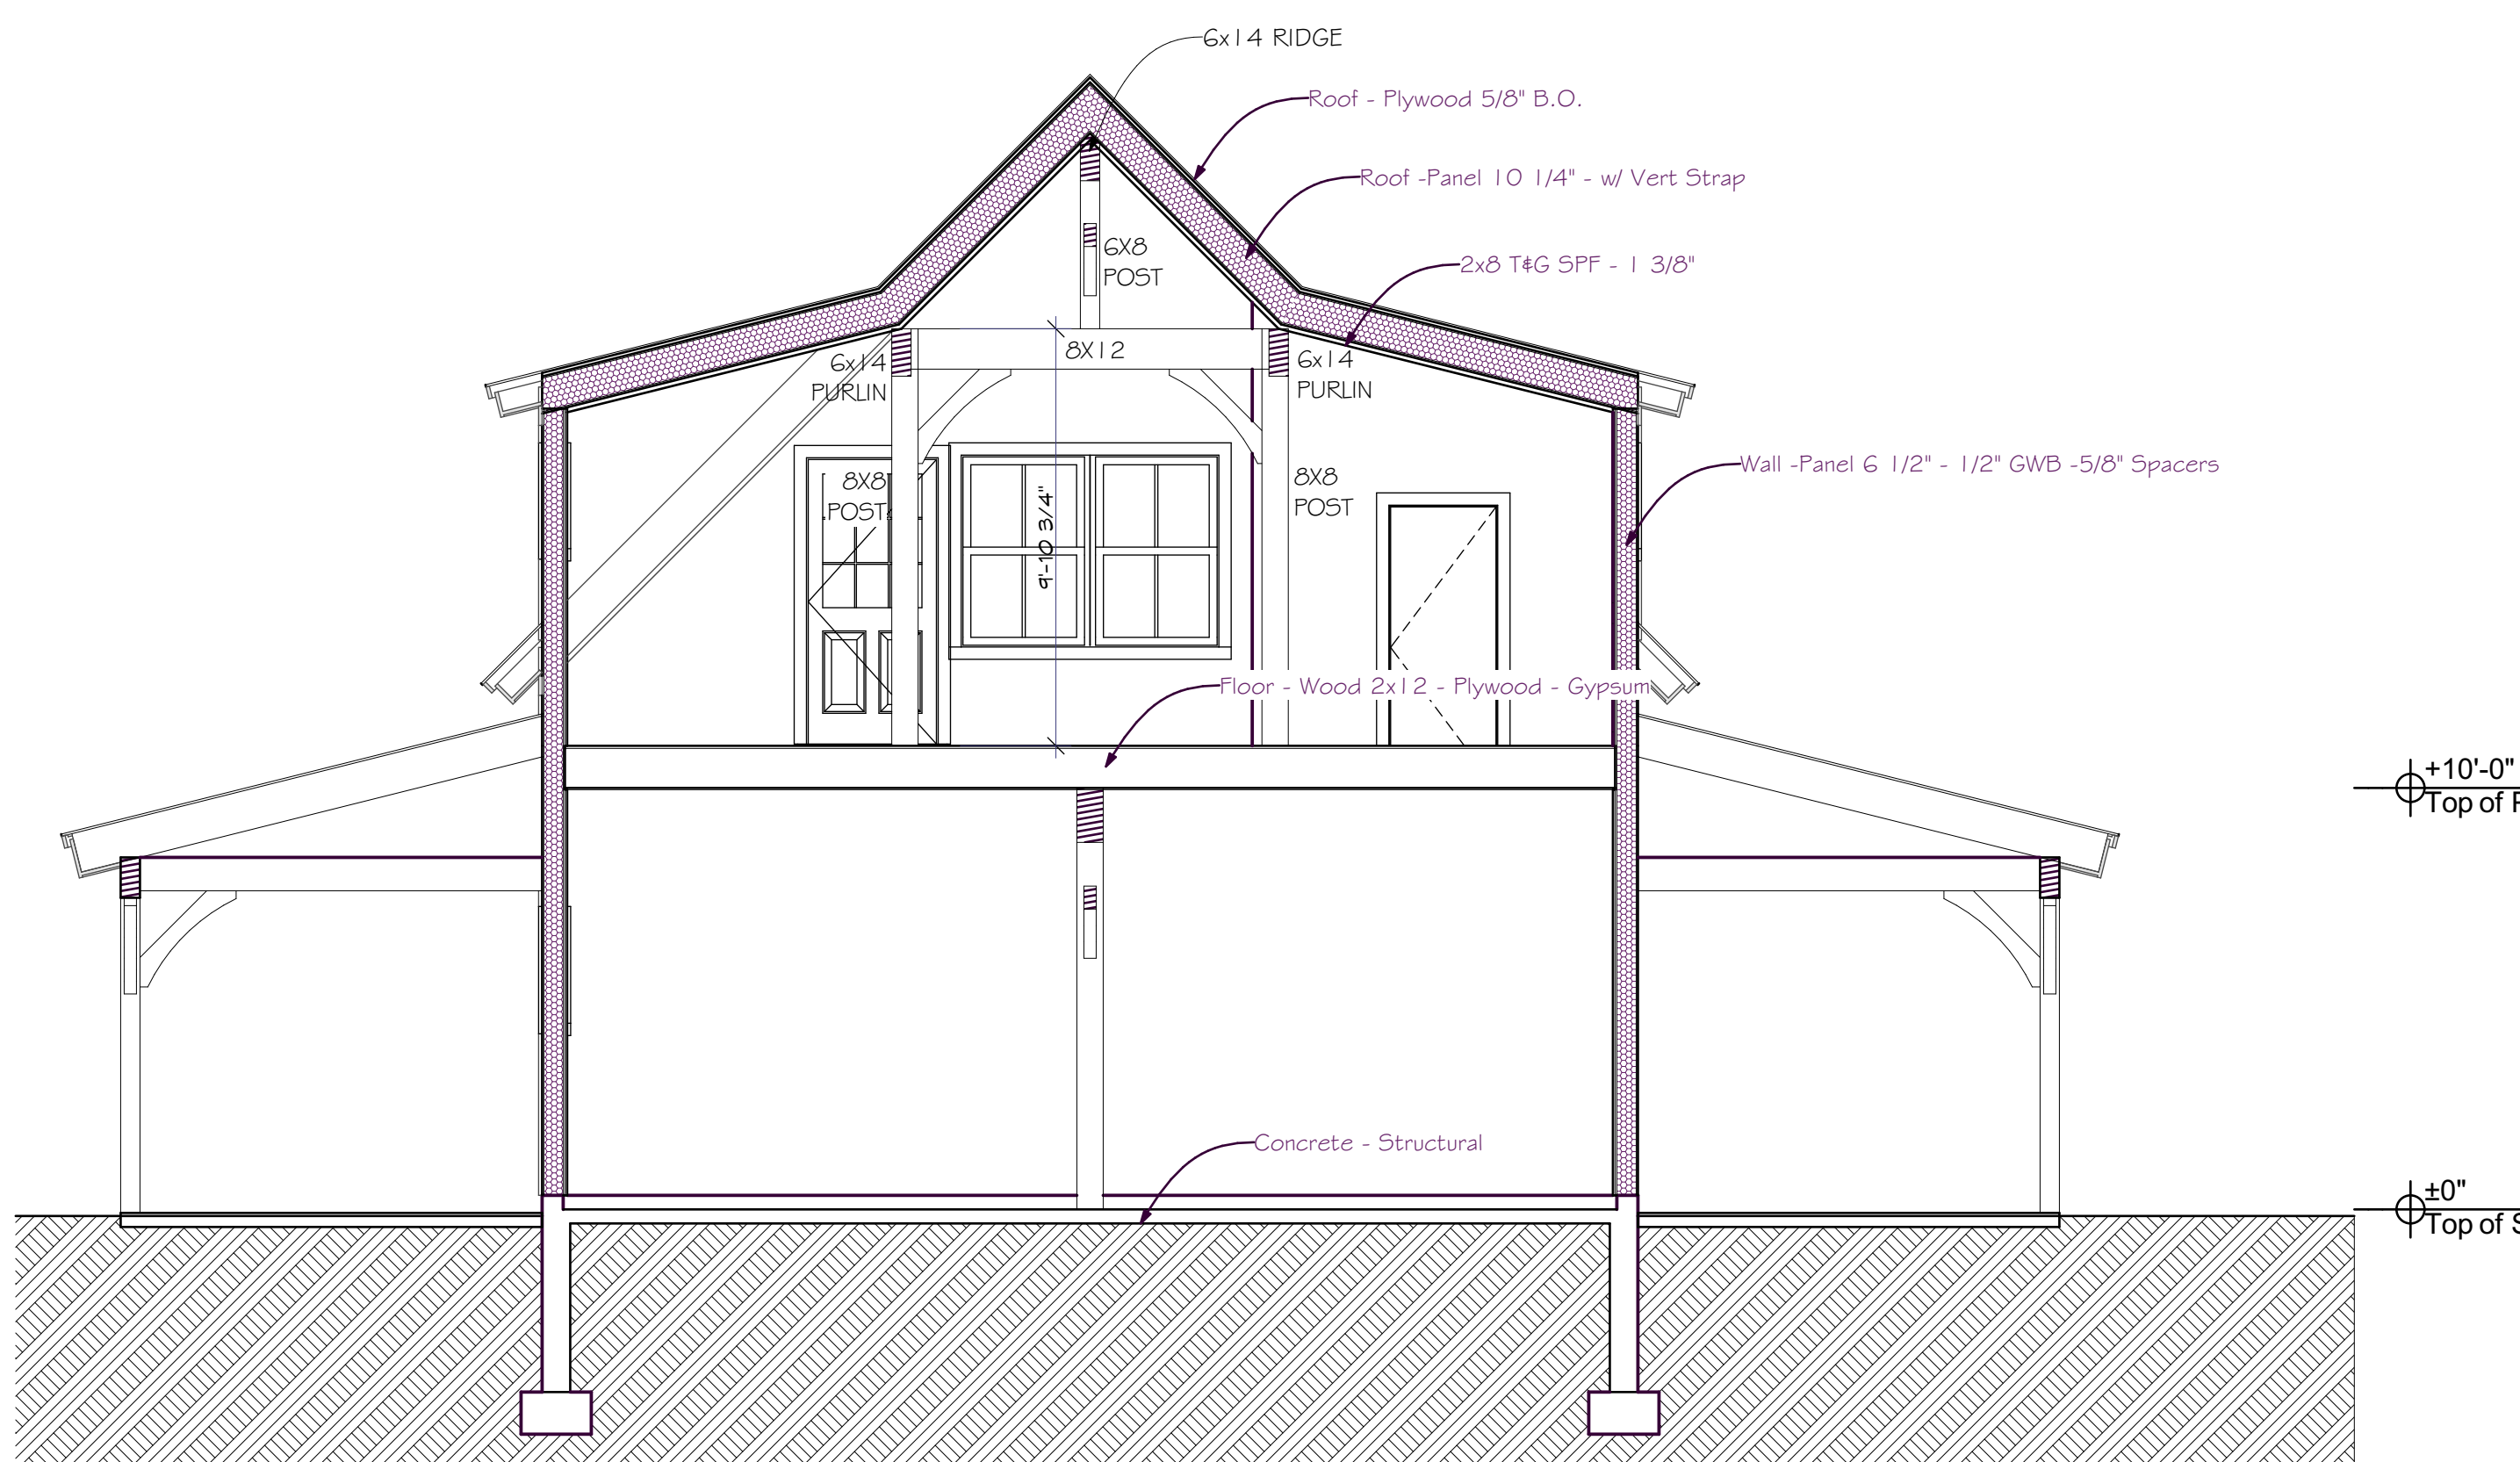 6x14 RIDGE
Roof - Plywood 5/8" B.O.
Roof -Panel 10 1/4" - w/ Vert Strap
6X8
POST
2x8 T&G SPF - 1 3/8"
8X12
6x14
PURLIN
6x14
PURLIN
Wall -Panel 6 1/2" - 1/2" GWB -5/8" Spacers
8X8
POST
8X8
POST
9'-10 3/4"
Floor - Wood 2x12 - Plywood - Gypsum
+10'-0"
Top of
Concrete - Structural
±0"
Top of